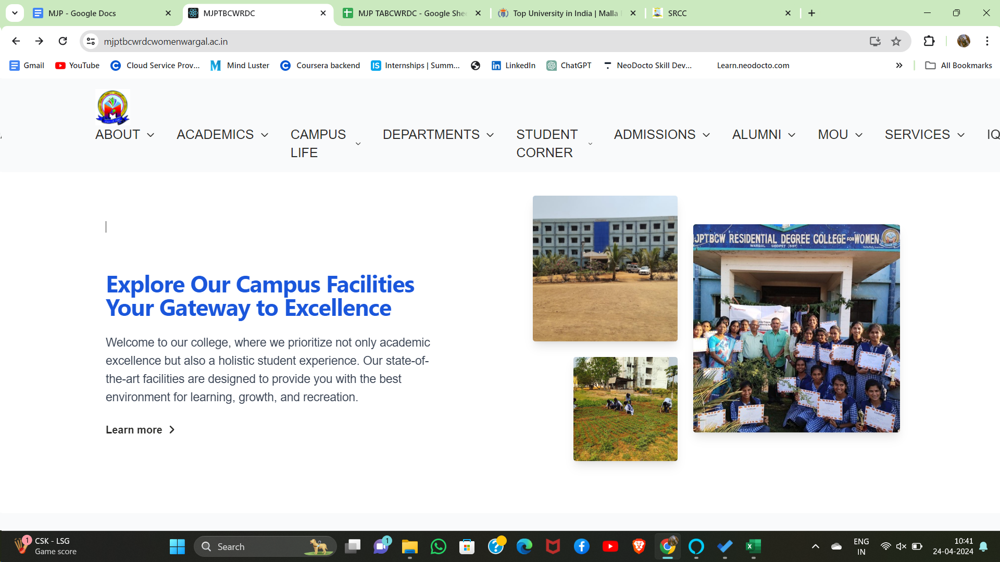 MJP - Google Docs
MJPTBCWRDC
MJP TABCWRDC - Google She
Top University in India | Malla
SRCC
mjptbcwrdcwomenwargal.ac.in
Gmail
YouTube
Cloud Service Prov...
Mind Luster
Coursera backend
Internships | Summ...
LinkedIn
ChatGPT
NeoDocto Skill Dev...
Learn.neodocto.com
All Bookmarks
ABOUT
ACADEMICS
CAMPUS
LIFE
DEPARTMENTS
STUDENT
CORNER
ADMISSIONS
ALUMNI
MOU
SERVICES
IQ
Explore Our Campus Facilities
Your Gateway to Excellence
Welcome to our college, where we prioritize not only academic
excellence but also a holistic student experience. Our state-of-
the-art facilities are designed to provide you with the best
environment for learning, growth, and recreation.
Learn more
MJPTBCW RESIDENTIAL DEGREE COLLEGE FOR WOMEN
WARGAL SIDDIPET (DIST)
1
CSK - LSG
Game score
Search
1
ENG
IN
10:41
24-04-2024